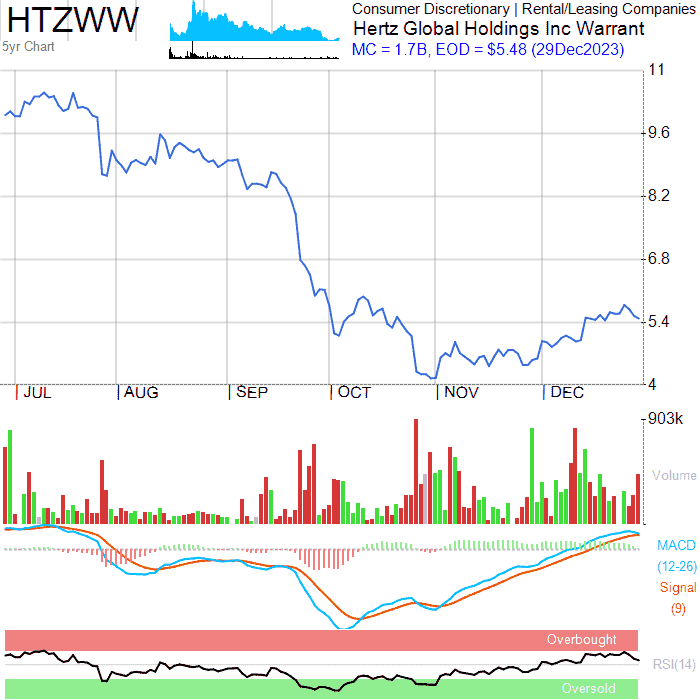 HTZWW
5yr Chart
Consumer Discretionary | Rental/Leasing Companies
Hertz Global Holdings Inc Warrant
MC = 1.7B, EOD = $5.48 (29Dec2023)
11
9.6
8.2
6.8
5.4
4
JUL AUG SEP OCT NOV DEC
903k
Volume
MACD
(12-26)
Signal
(9)
Overbought
RSI(14)
Oversold